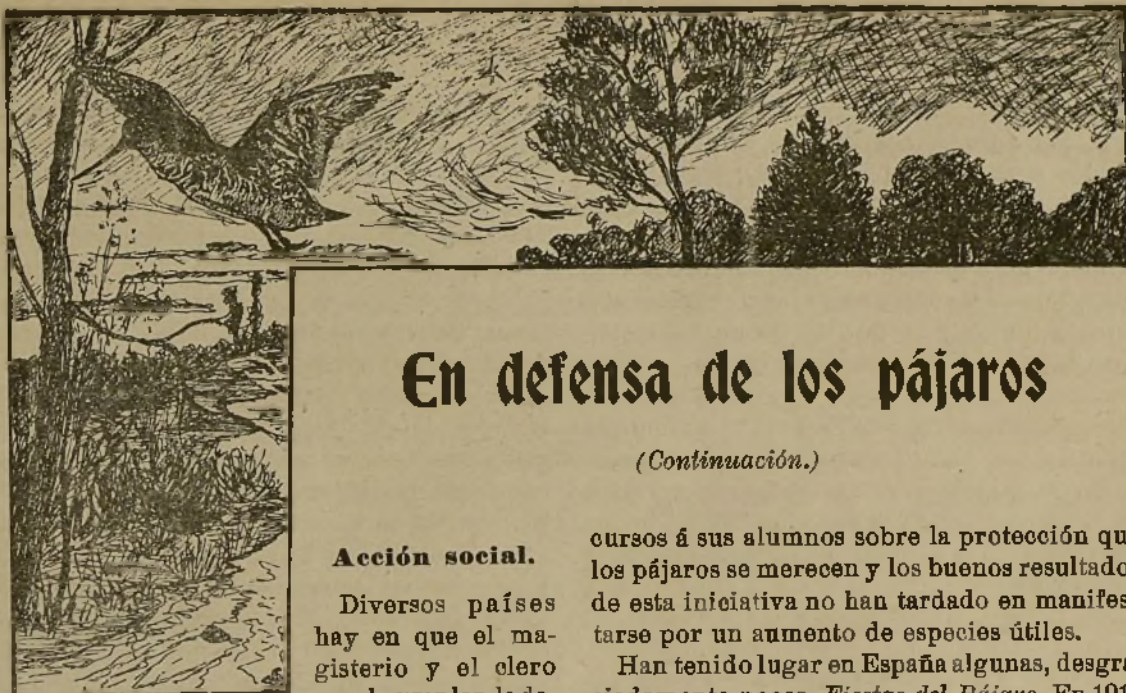 En defensa de los pájaros
(Continuación.)
Acción social.
Diversos países
hay en que el ma-
gisterio y el clero
cursos á sus alumnos sobre la protección qu
los pájaros se merecen y los buenos resultado
de esta iniciativa no han tardado en manifes
tarse por un aumento de especies útiles.
Han tenido lugar en España algunas, desgra